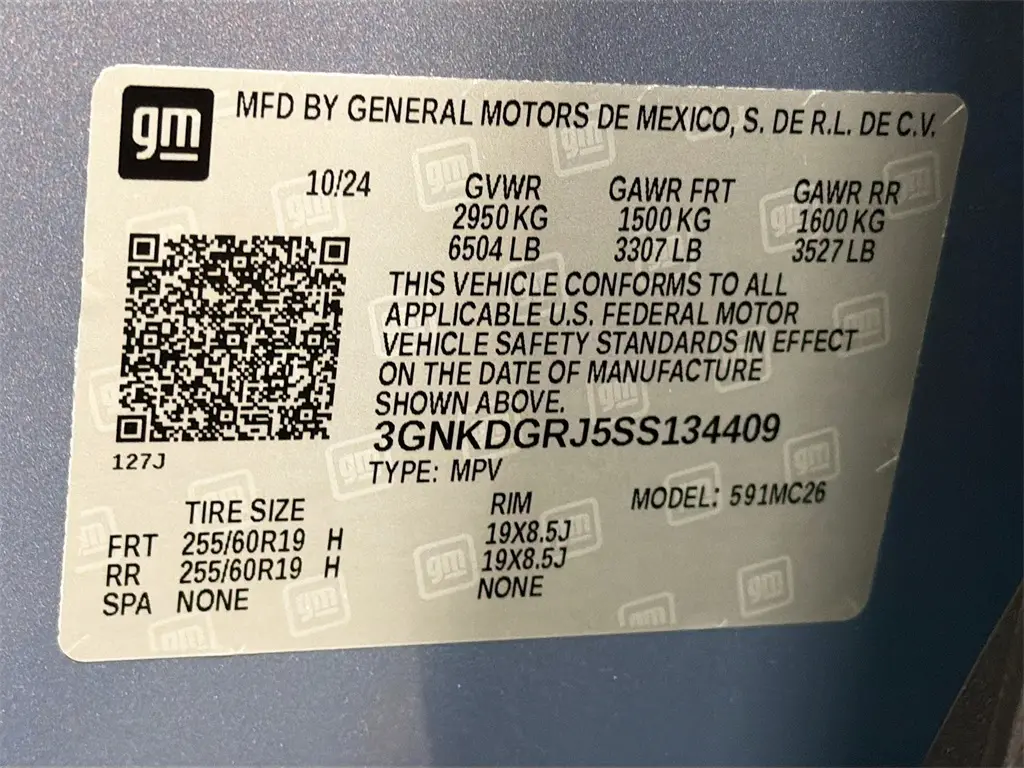 gm MFD BY GENERAL MOTORS DE MEXICO, S. DE R.L. DE C.V.
10/24 GVWR GAWR FRT GAWR RR
2950 KG 1500 KG 1600 KG
6504 LB 3307 LB 3527 LB
THIS VEHICLE CONFORMS TO ALL
APPLICABLE U.S. FEDERAL MOTOR
VEHICLE SAFETY STANDARDS IN EFFECT
ON THE DATE OF MANUFACTURE
SHOWN ABOVE.
3GNKDGRJ5SS134409
127J TYPE: MPV
TIRE SIZE RIM MODEL: 591MC26
FRT 255/60R19 H 19X8.5J
RR 255/60R19 H 19X8.5J
SPA NONE NONE